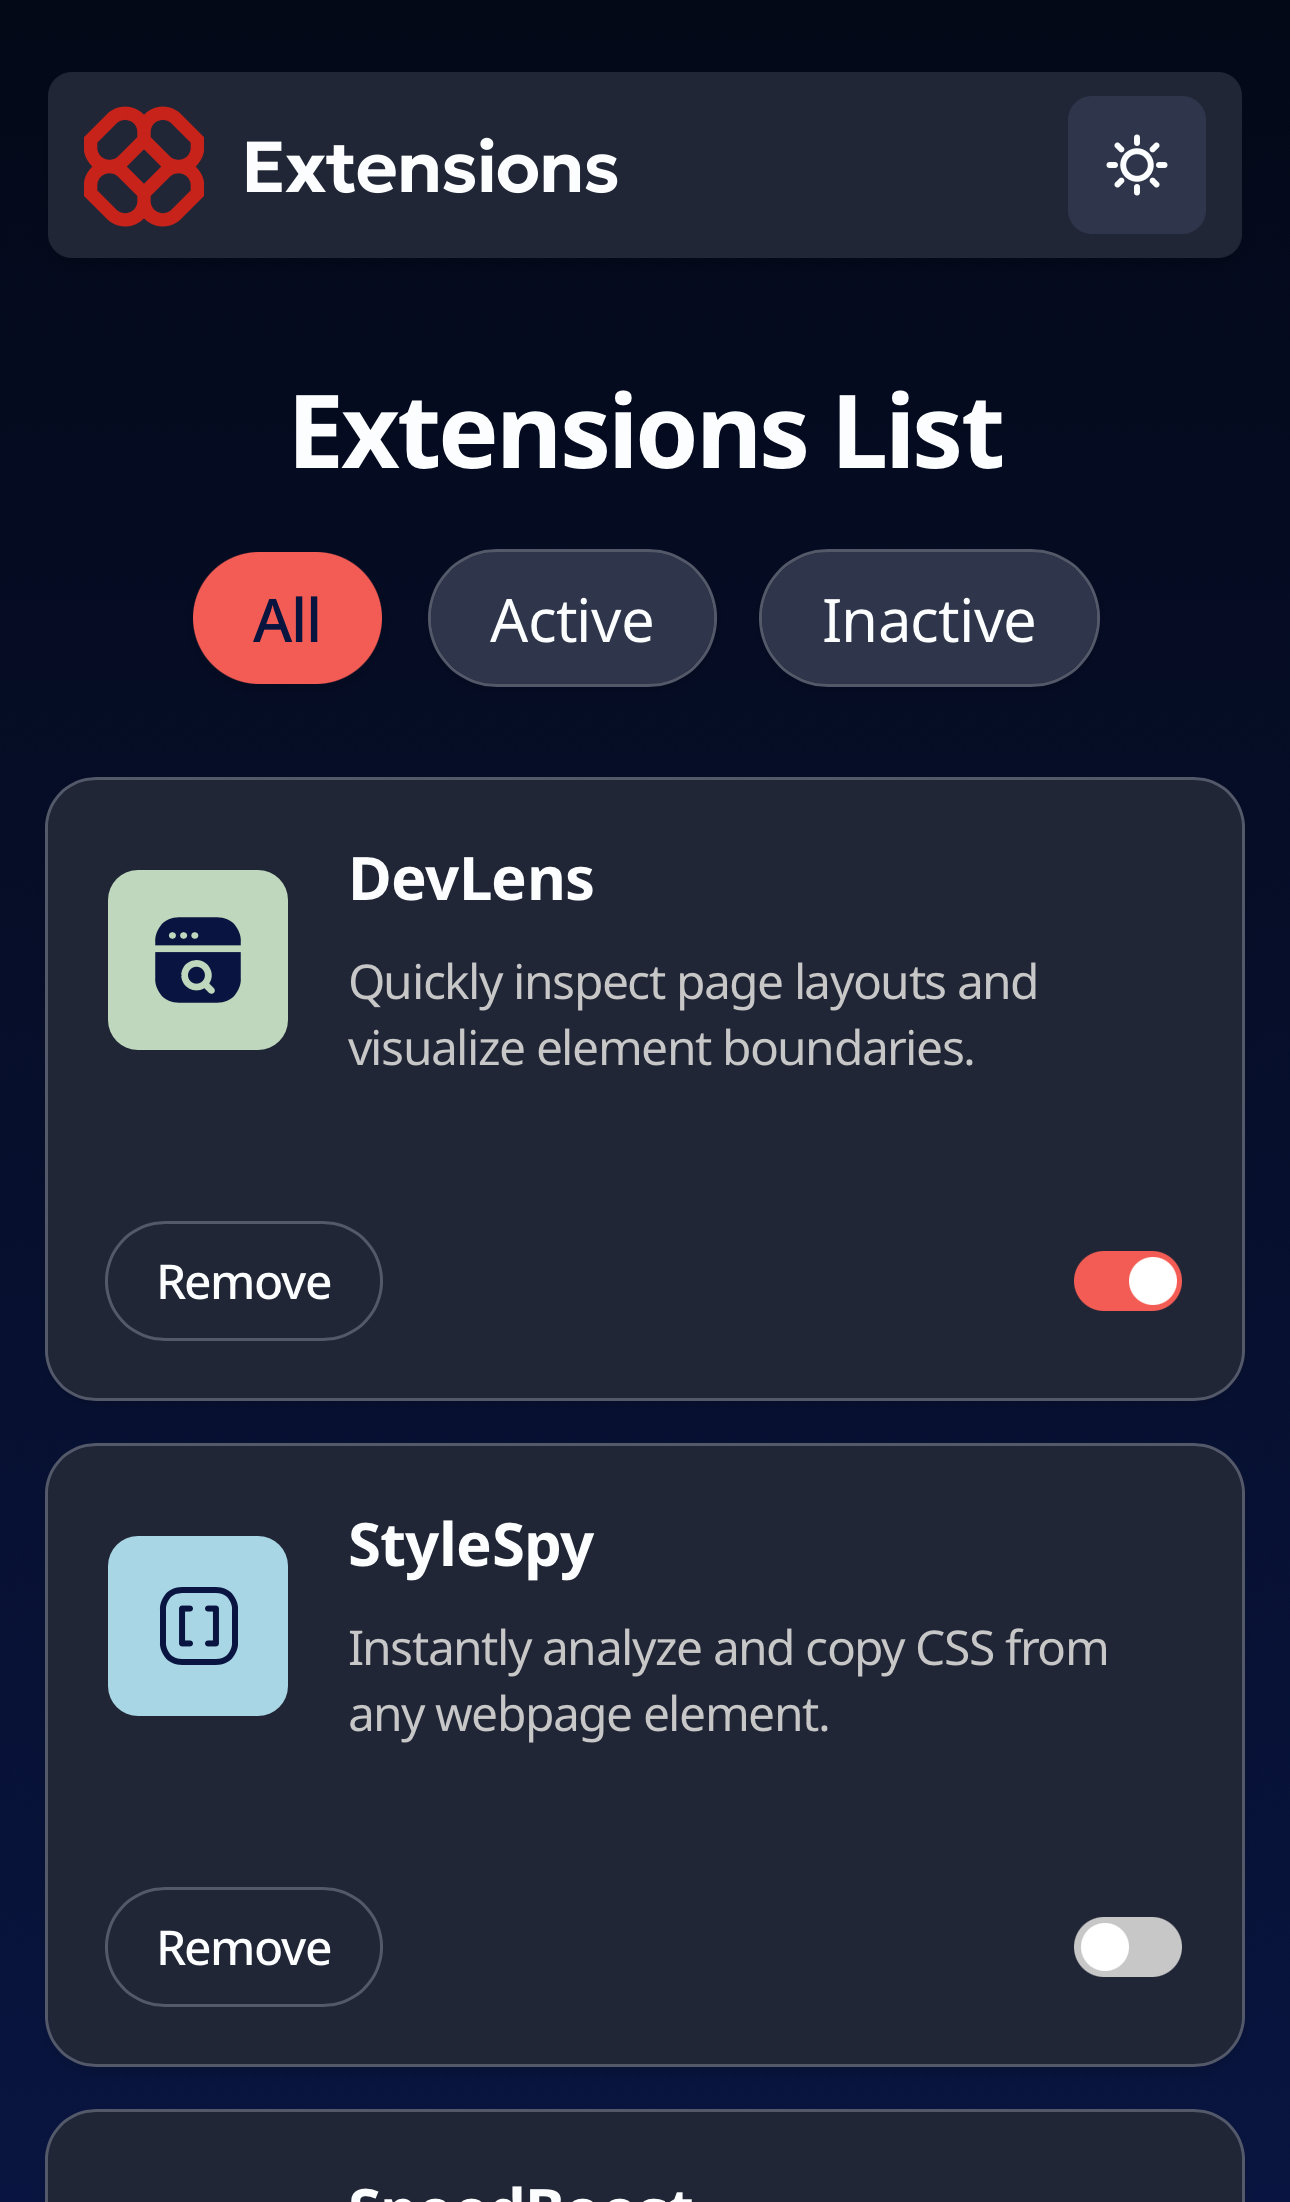 Extensions
Extensions List
All
Active
Inactive
DevLens
Quickly inspect page layouts and
visualize element boundaries.
Remove
StyleSpy
Instantly analyze and copy CSS from
any webpage element.
Remove
SpeedBoost